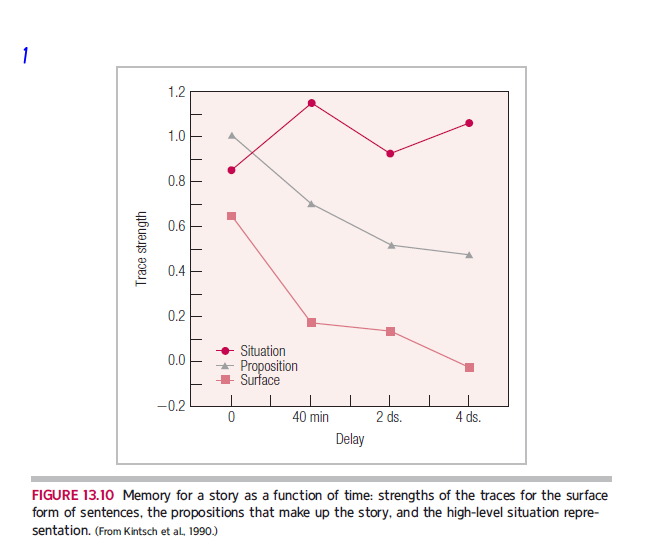 1
1.2
1.0
0.8
0.6
0.4
0.2
0.0
−0.2
Trace strength
Situation
Proposition
Surface
0 40 min 2 ds. 4 ds.
Delay
FIGURE 13.10 Memory for a story as a function of time: strengths of the traces for the surface
form of sentences, the propositions that make up the story, and the high-level situation repre-
sentation. (From Kintsch et al., 1990.)